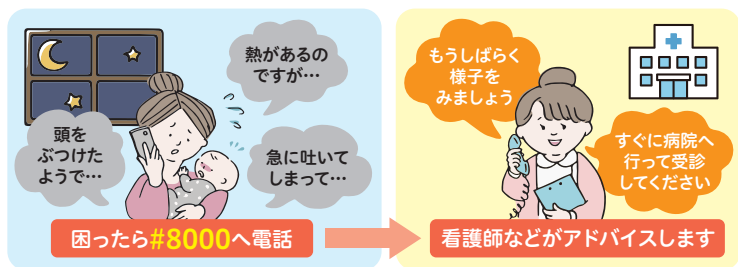 熱があるの
ですが…
頭を
ぶつけた
ようで…
急に吐いて
しまって…
困ったら#8000へ電話
もうしばらく
様子を
みましょう
すぐに病院へ
行って受診
してください
看護師などがアドバイスします